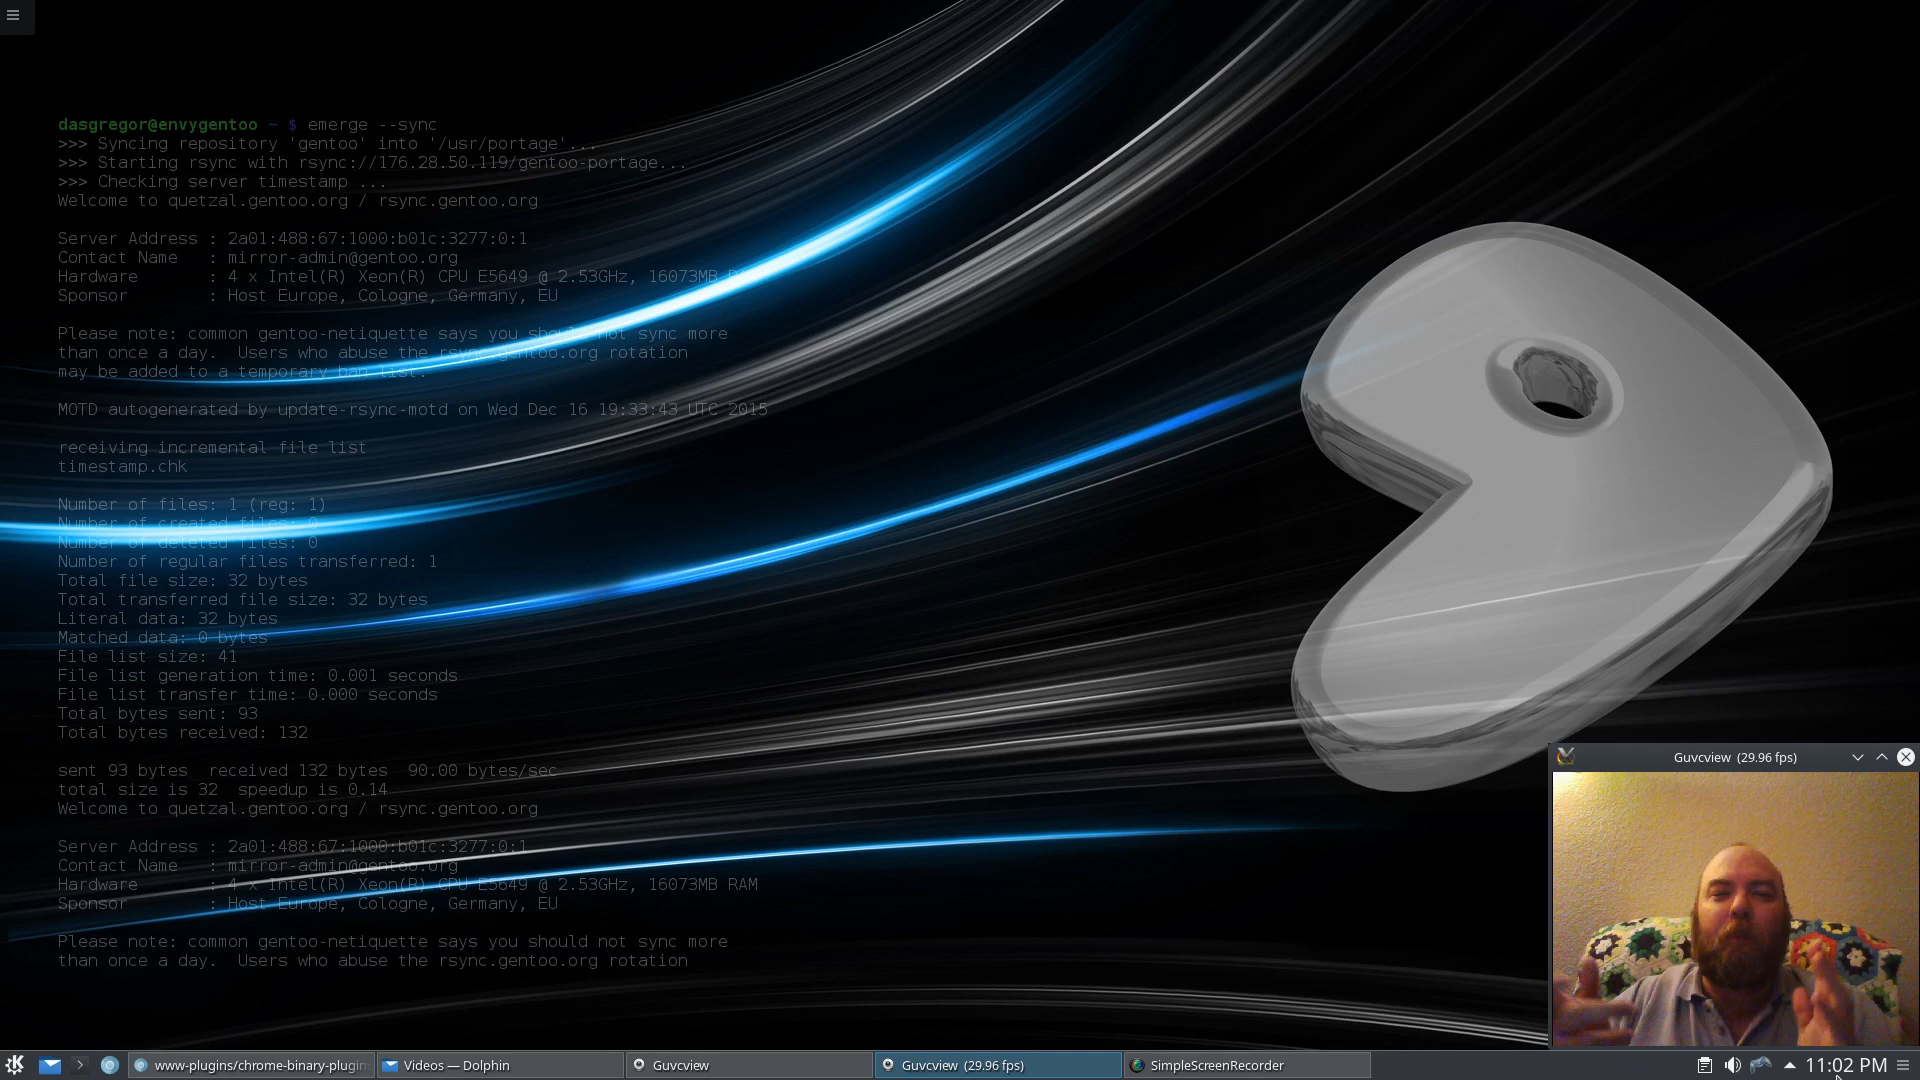 dasgregor@envygentoo ~ $ emerge --sync
>>> Syncing repository 'gentoo' into '/usr/portage'...
>>> Starting rsync with rsync://176.28.50.119/gentoo-portage...
>>> Checking server timestamp ...
Welcome to quetzal.gentoo.org / rsync.gentoo.org
Server Address : 2a01:488:67:1000:b01c:3277:0:1
Contact Name : mirror-admin@gentoo.org
Hardware : 4 x Intel(R) Xeon(R) CPU E5649 @ 2.53GHz, 16073MB RAM
Sponsor : Host Europe, Cologne, Germany, EU
Please note: common gentoo-netiquette says you should not sync more
than once a day. Users who abuse the rsync.gentoo.org rotation
may be added to a temporary ban list.
MOTD autogenerated by update-rsync-motd on Wed Dec 16 19:33:43 UTC 2015
receiving incremental file list
timestamp.chk
Number of files: 1 (reg: 1)
Number of created files: 0
Number of deleted files: 0
Number of regular files transferred: 1
Total file size: 32 bytes
Total transferred file size: 32 bytes
Literal data: 32 bytes
Matched data: 0 bytes
File list size: 41
File list generation time: 0.001 seconds
File list transfer time: 0.000 seconds
Total bytes sent: 93
Total bytes received: 132
sent 93 bytes received 132 bytes 90.00 bytes/sec
total size is 32 speedup is 0.14
Welcome to quetzal.gentoo.org / rsync.gentoo.org
Server Address : 2a01:488:67:1000:b01c:3277:0:1
Contact Name : mirror-admin@gentoo.org
Hardware : 4 x Intel(R) Xeon(R) CPU E5649 @ 2.53GHz, 16073MB RAM
Sponsor : Host Europe, Cologne, Germany, EU
Please note: common gentoo-netiquette says you should not sync more
than once a day. Users who abuse the rsync.gentoo.org rotation
Guvcview (29.96 fps)
www-plugins/chrome-binary-plugins
Videos — Dolphin
Guvcview
Guvcview (29.96 fps)
SimpleScreenRecorder
11:02 PM